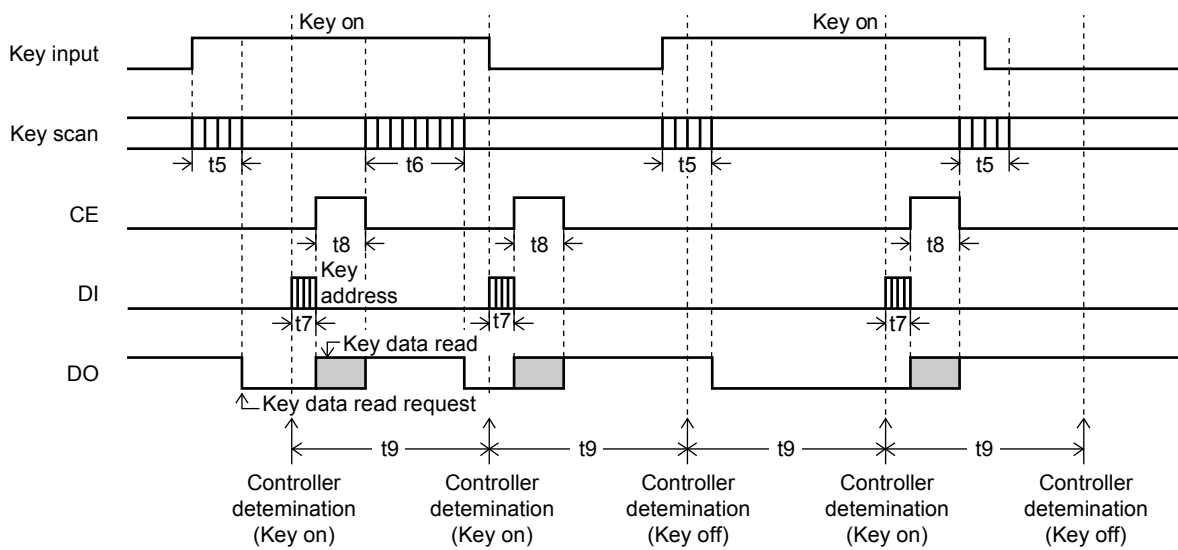 Key on
Key on
Key input
Key scan
t5
t6
t5
t5
CE
t8
t8
t8
DI
Key
address
t7
t7
t7
Key data read
DO
Key data read request
t9
t9
t9
t9
Controller
detemination
(Key on)
Controller
detemination
(Key on)
Controller
detemination
(Key off)
Controller
detemination
(Key on)
Controller
detemination
(Key off)